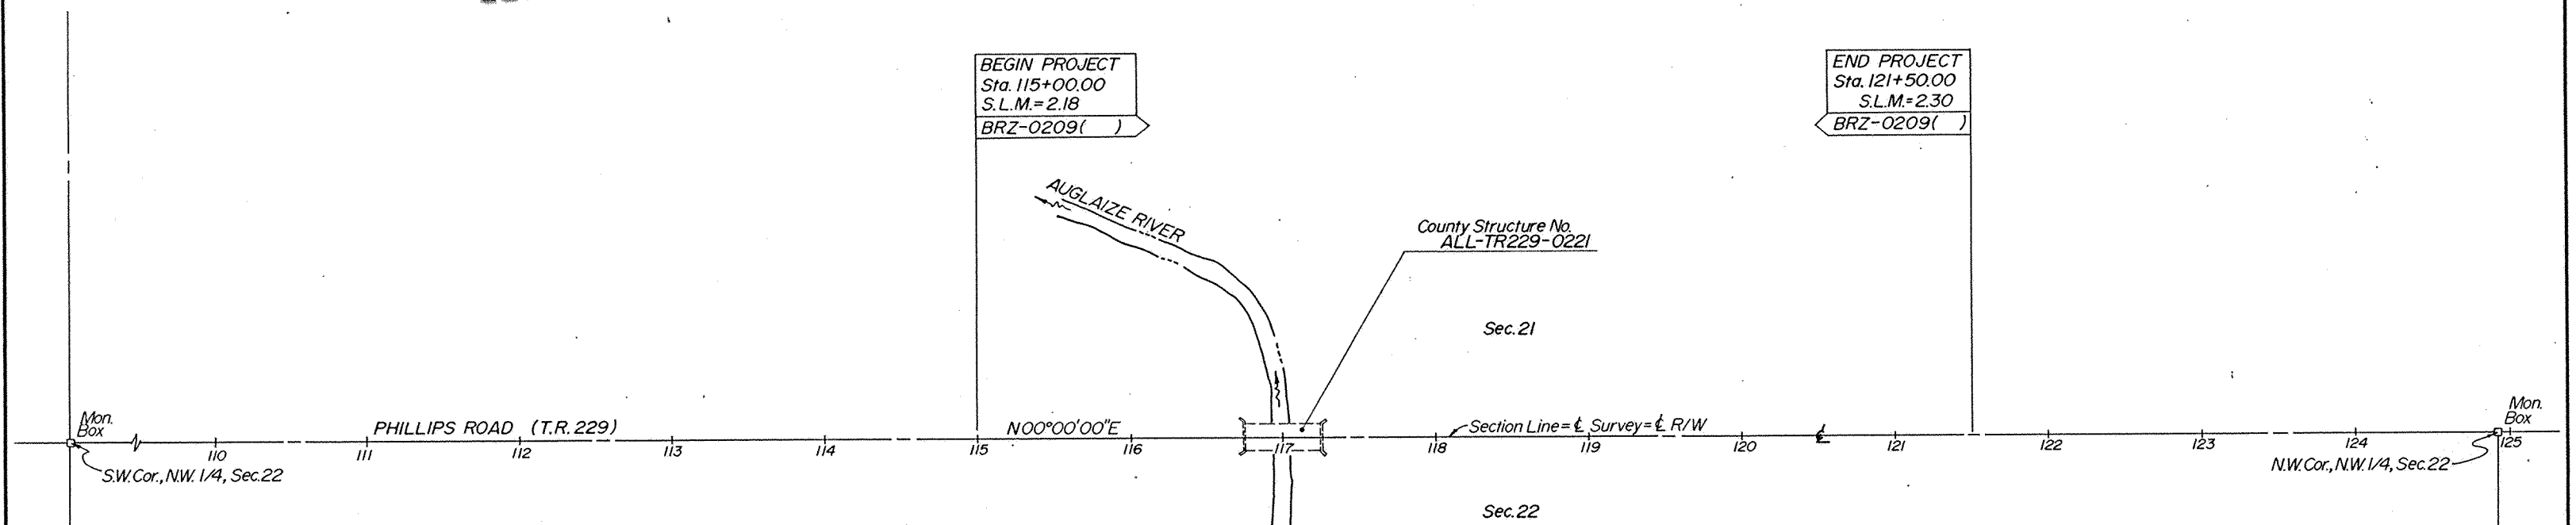 BEGIN PROJECT
Sta. 115+00.00
S.L.M.=2.18
BRZ-0209( )
END PROJECT
Sta. 121+50.00
S.L.M.=2.30
BRZ-0209( )
AUGLAIZE RIVER
County Structure No.
ALL-TR229-0221
Sec.21
Mon.
Box
PHILLIPS ROAD (T.R.229)
N00°00'00"E
Section Line=℄ Survey=℄ R/W
℄
Mon.
Box
110 111 112 113 114 115 116 117 118 119 120 121 122 123 124 125
S.W.Cor., N.W. 1/4, Sec.22
N.W.Cor., N.W.1/4, Sec.22
Sec.22